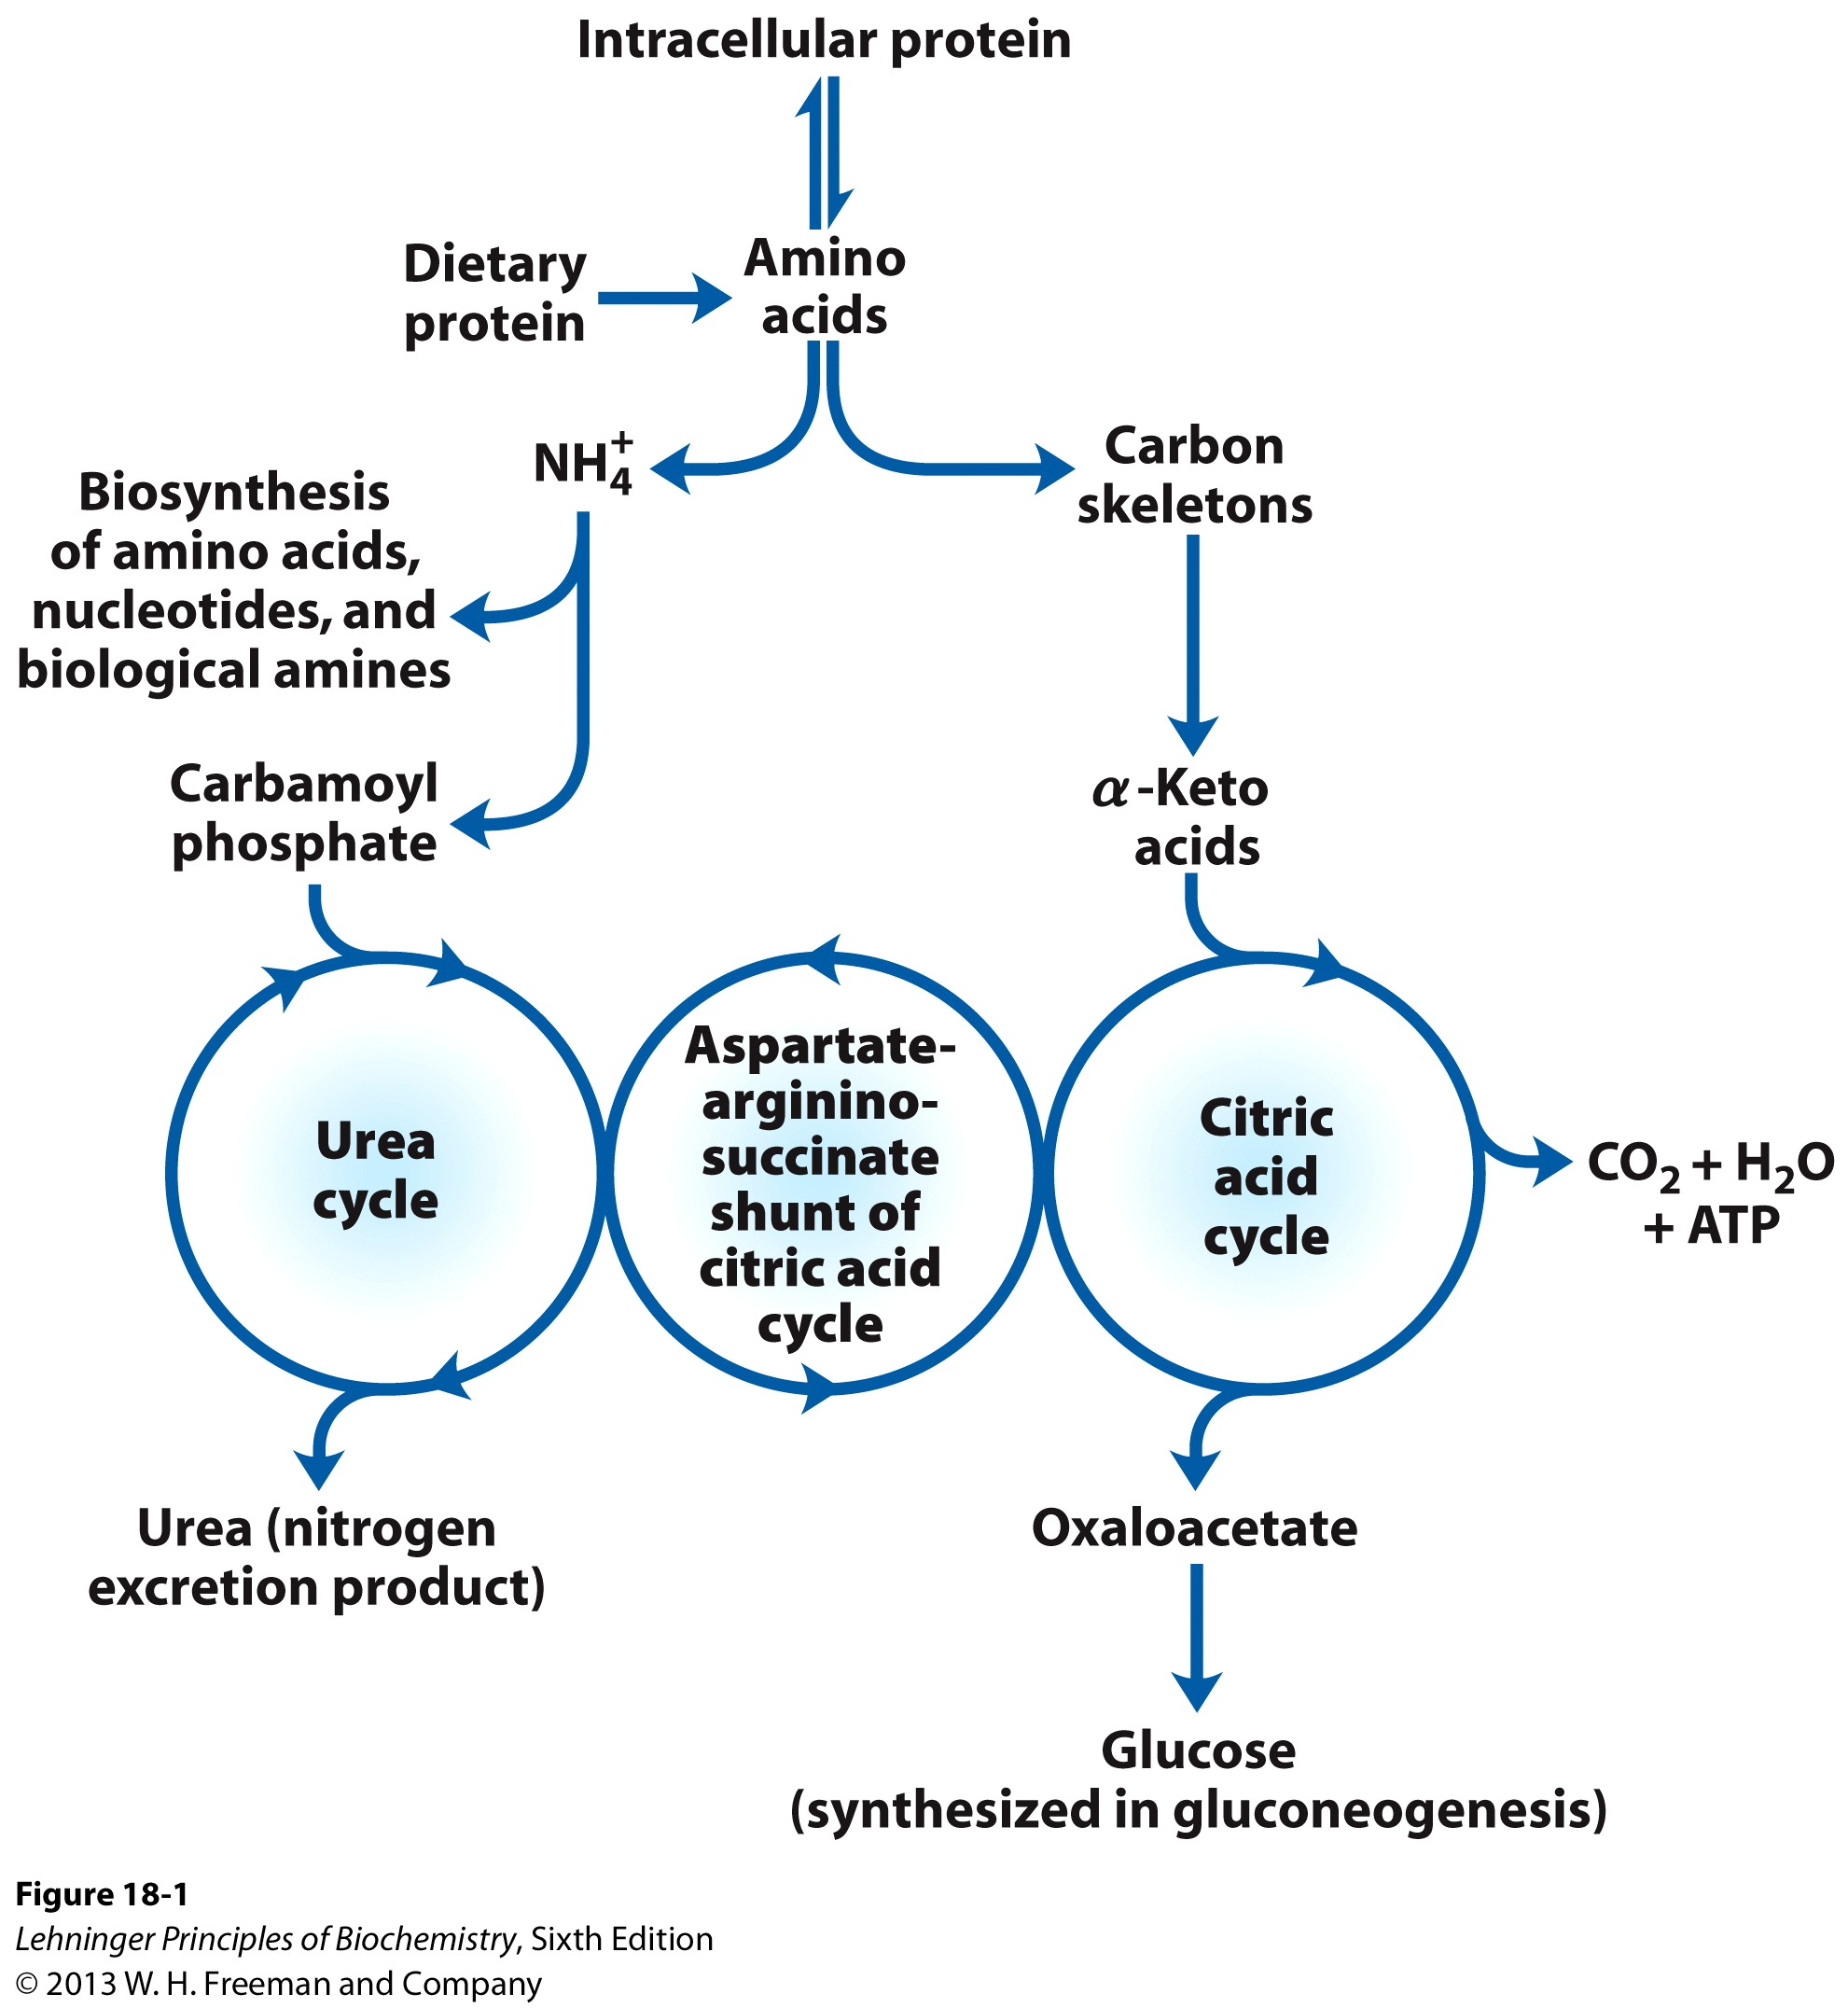 Intracellular protein
Dietary
protein
Amino
acids
NH₄⁺
Carbon
skeletons
Biosynthesis
of amino acids,
nucleotides, and
biological amines
Carbamoyl
phosphate
α-Keto
acids
Urea
cycle
Aspartate-
arginino-
succinate
shunt of
citric acid
cycle
Citric
acid
cycle
CO₂ + H₂O
+ ATP
Urea (nitrogen
excretion product)
Oxaloacetate
Glucose
(synthesized in gluconeogenesis)
Figure 18-1
Lehninger Principles of Biochemistry, Sixth Edition
© 2013 W. H. Freeman and Company